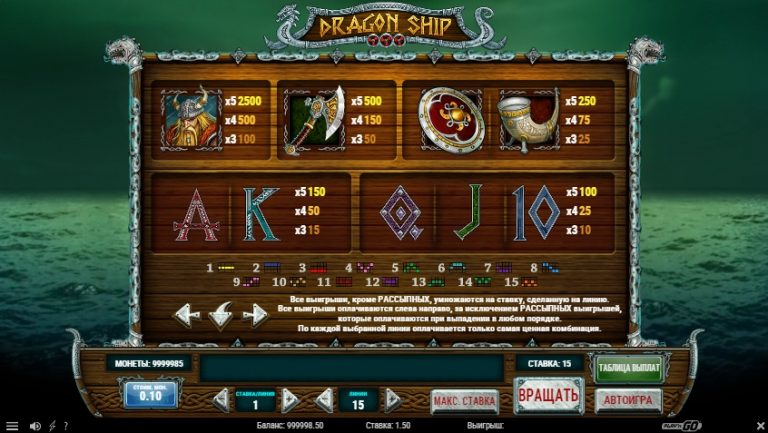 DRAGON SHIP
x5 2500
x4 500
x3 100
x5 500
x4 150
x3 50
x5 250
x4 75
x3 25
A K
x5 150
x4 50
x3 15
Q J 10
x5 100
x4 25
x3 10
1 2 3 4 5 6 7 8
9 10 11 12 13 14 15
Все выигрыши, кроме РАССЫПНЫХ, умножаются на ставку, сделанную на линию.
Все выигрыши оплачиваются слева направо, за исключением РАССЫПНЫХ выигрышей,
которые оплачиваются при выпадении в любом порядке.
По каждой выбранной линии оплачивается только самая ценная комбинация.
МОНЕТЫ: 9999985
СТАВКА: 15
ТАБЛИЦА ВЫПЛАТ
СТОИМ. МОН.
0.10
СТАВКА/ЛИНИЯ
1
ЛИНИИ
15
МАКС. СТАВКА
ВРАЩАТЬ
АВТОИГРА
? Баланс: 999998.50 Ставка: 1.50 Выигрыш: PLAY'N GO